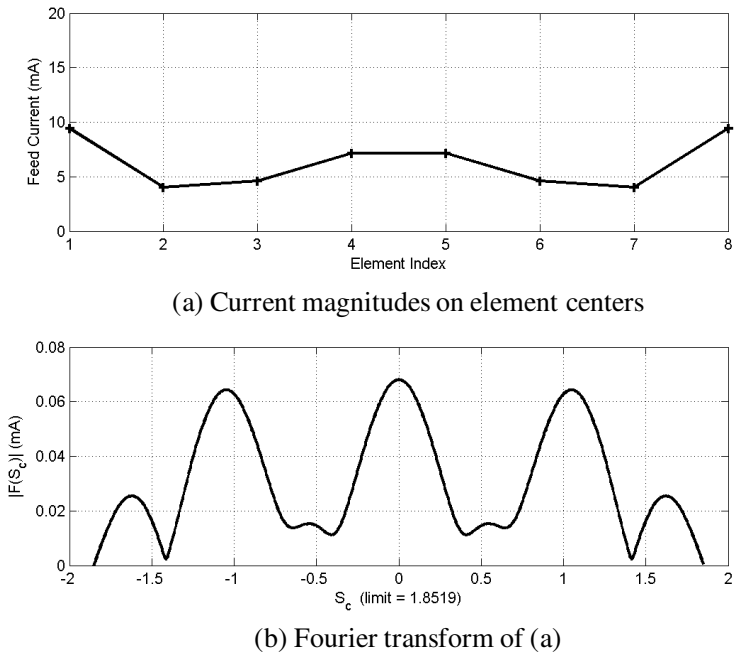 20
15
10
5
0
Feed Current (mA)
1 2 3 4 5 6 7 8
Element Index
(a) Current magnitudes on element centers
0.08
0.06
0.04
0.02
0
|F(S_c)| (mA)
-2 -1.5 -1 -0.5 0 0.5 1 1.5 2
S_c (limit = 1.8519)
(b) Fourier transform of (a)